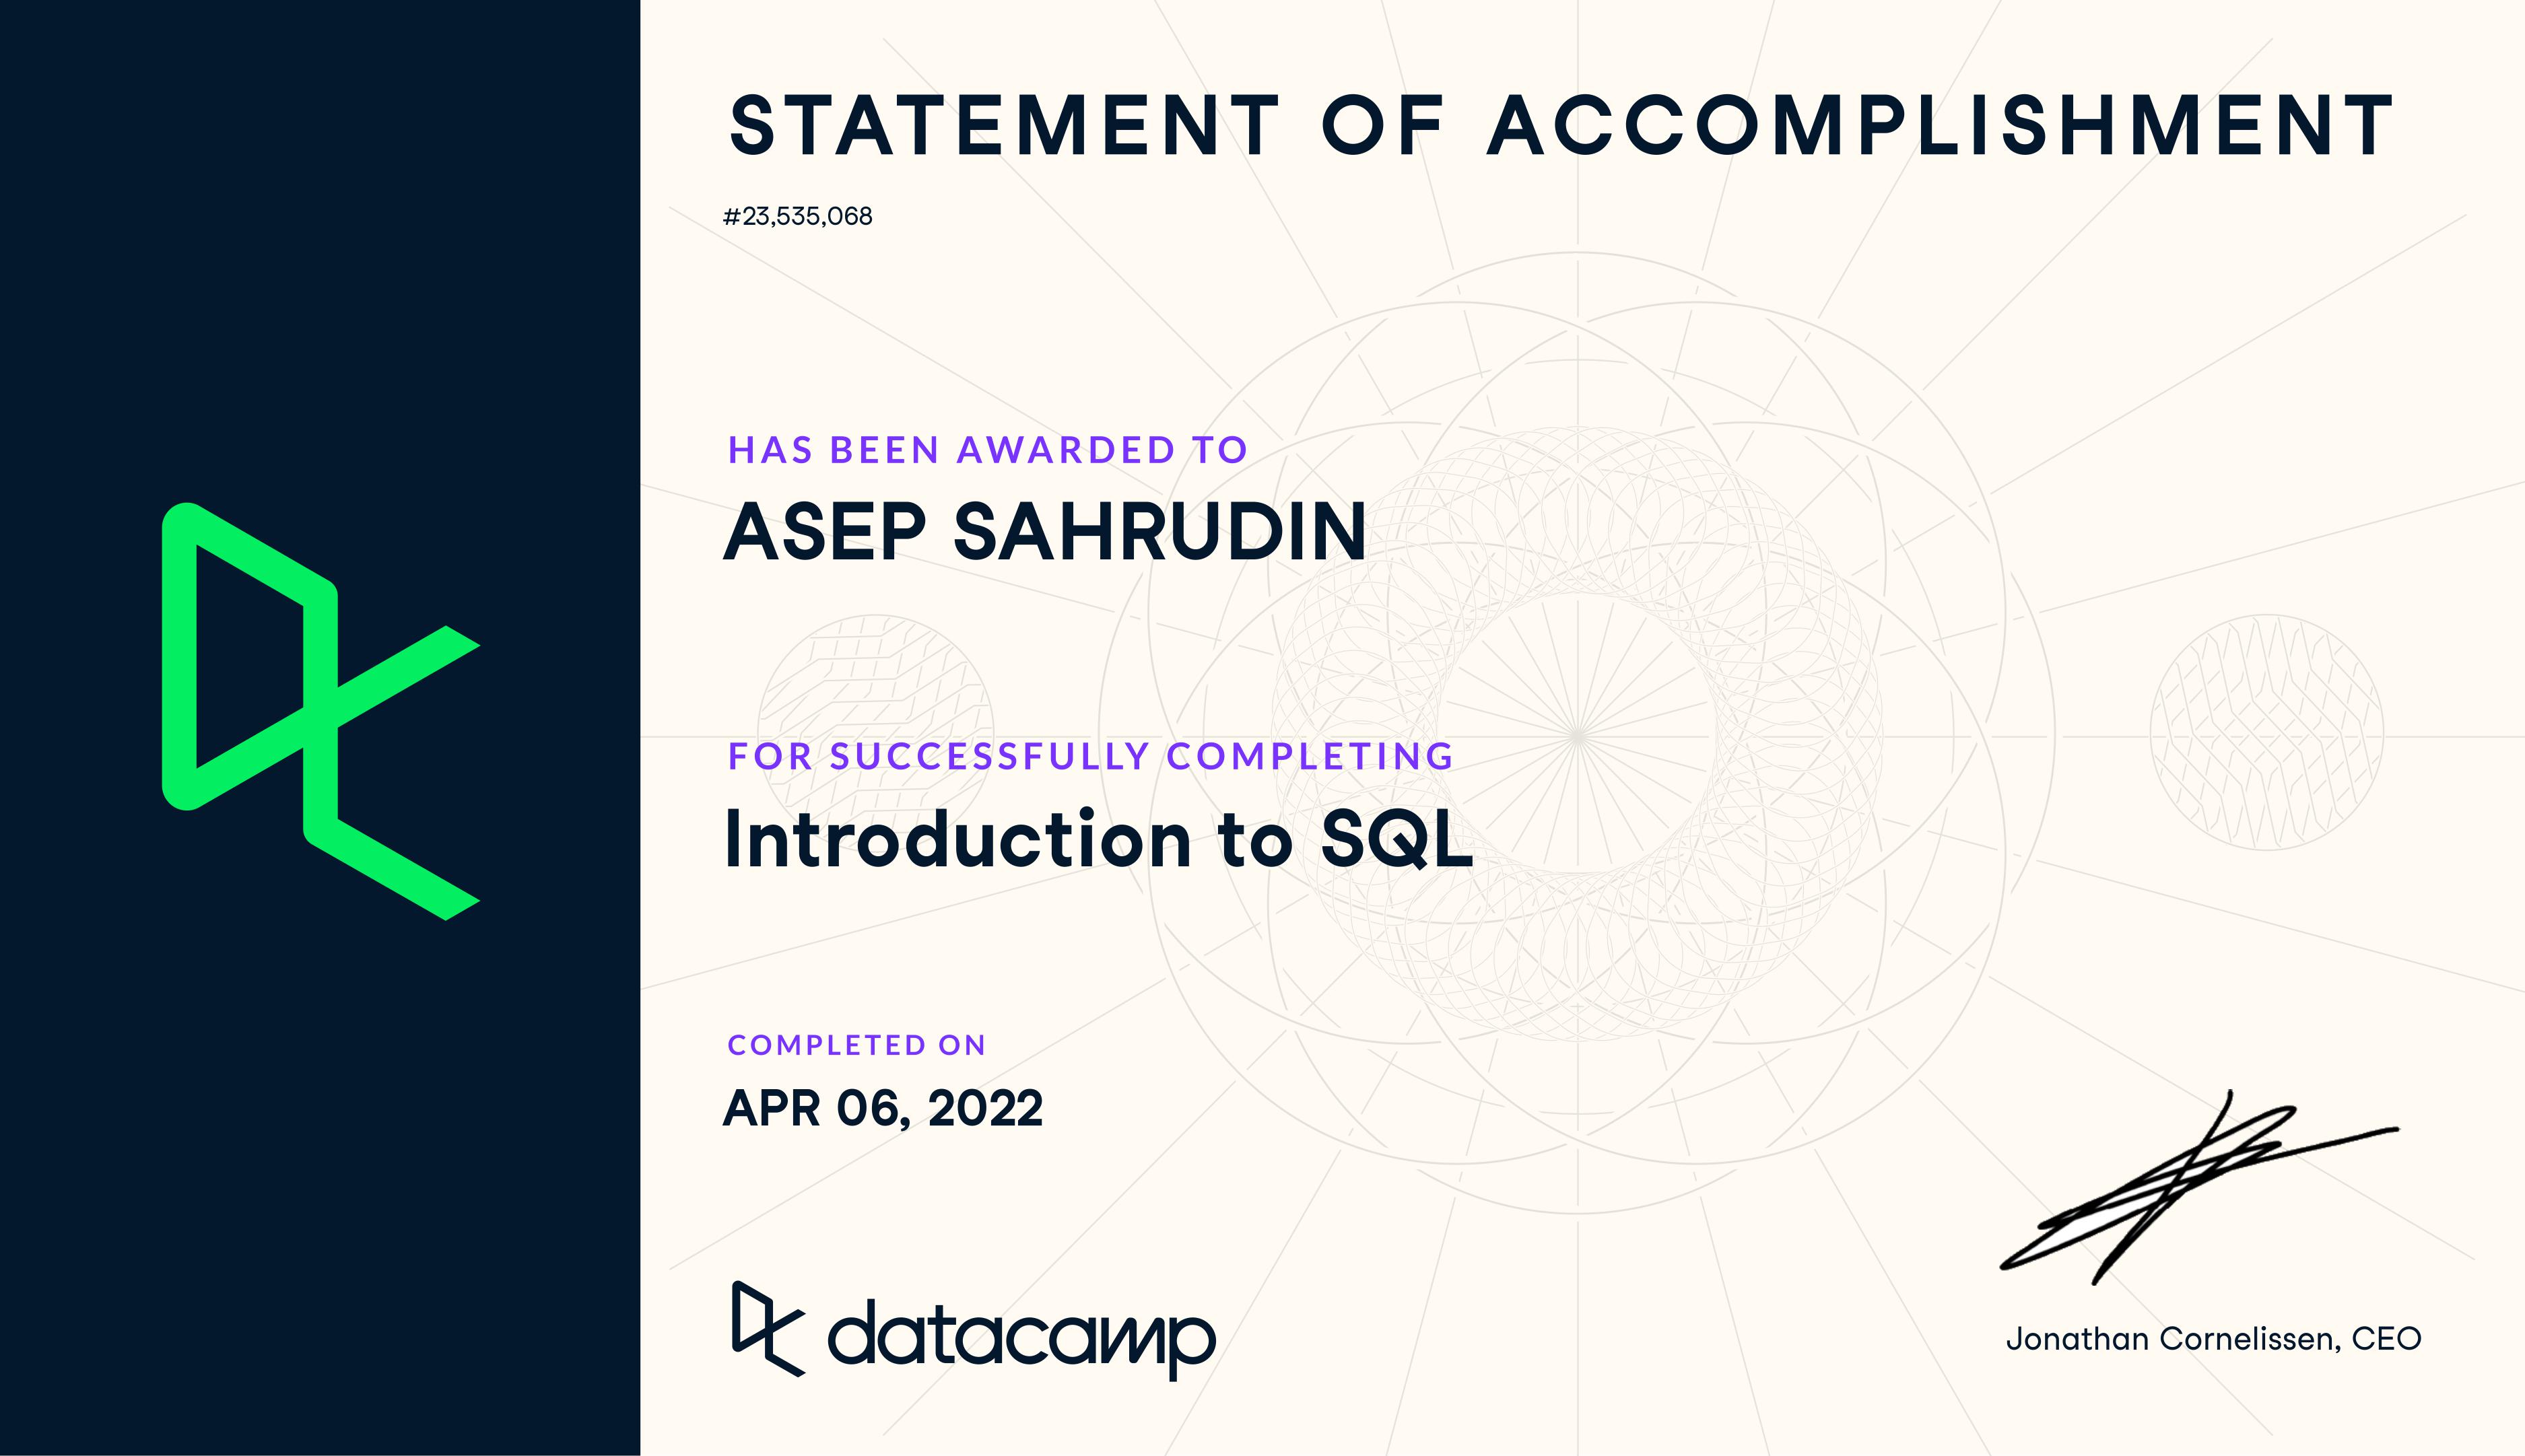 STATEMENT OF ACCOMPLISHMENT
#23,535,068
HAS BEEN AWARDED TO
ASEP SAHRUDIN
FOR SUCCESSFULLY COMPLETING
Introduction to SQL
COMPLETED ON
APR 06, 2022
datacamp
Jonathan Cornelissen, CEO